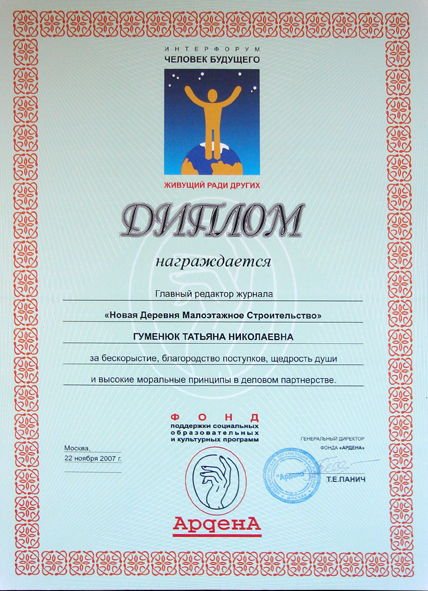 ИНТЕРФОРУМ
ЧЕЛОВЕК БУДУЩЕГО
ЖИВУЩИЙ РАДИ ДРУГИХ
ДИПЛОМ
награждается
Главный редактор журнала
«Новая Деревня Малоэтажное Строительство»
ГУМЕНЮК ТАТЬЯНА НИКОЛАЕВНА
за бескорыстие, благородство поступков, щедрость души
и высокие моральные принципы в деловом партнерстве.
ФОНД
поддержки социальных
образовательных
и культурных программ
АрденА
Москва,
22 ноября 2007 г.
ГЕНЕРАЛЬНЫЙ ДИРЕКТОР
ФОНДА «АРДЕНА»
"Ардена"
Т.Е.ПАНИЧ